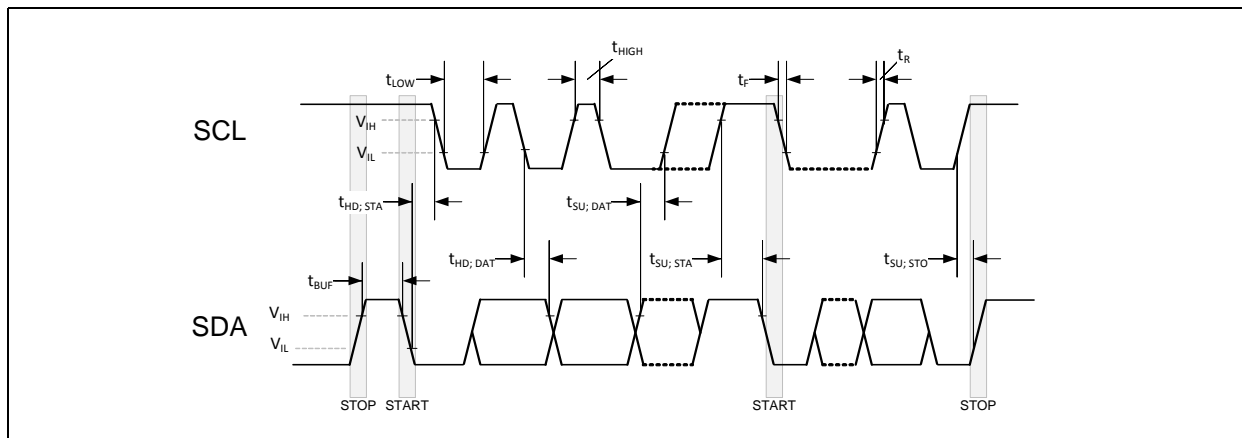 tHIGH
tR
tLOW
tF
SCL
VIH
VIL
tHD; STA
tSU; DAT
tHD; DAT
tSU; STA
tSU; STO
tBUF
SDA
VIH
VIL
STOP
START
START
STOP